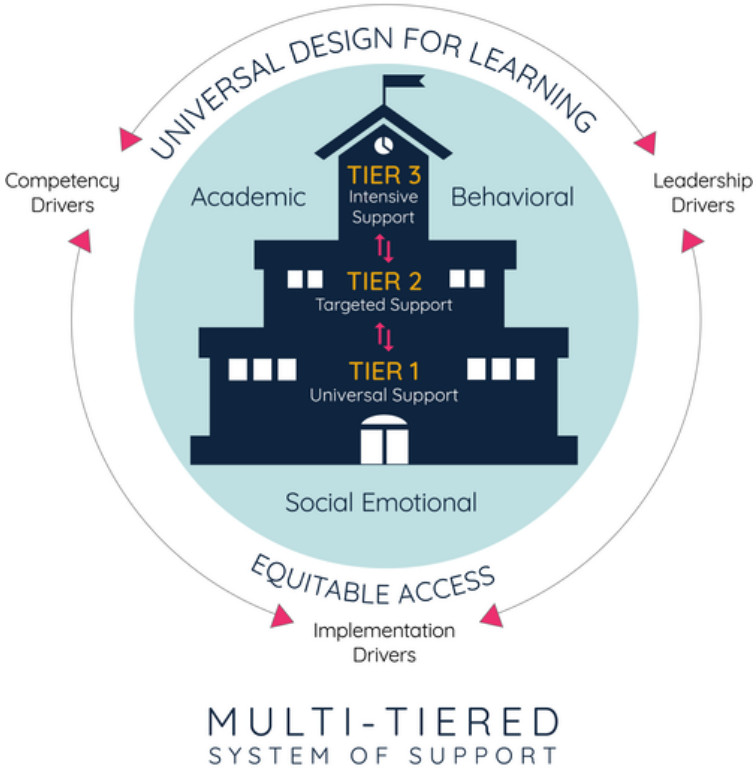 UNIVERSAL DESIGN FOR LEARNING
Competency
Drivers
Leadership
Drivers
Academic
Behavioral
TIER 3
Intensive
Support
TIER 2
Targeted Support
TIER 1
Universal Support
Social Emotional
EQUITABLE ACCESS
Implementation
Drivers
MULTI-TIERED
SYSTEM OF SUPPORT